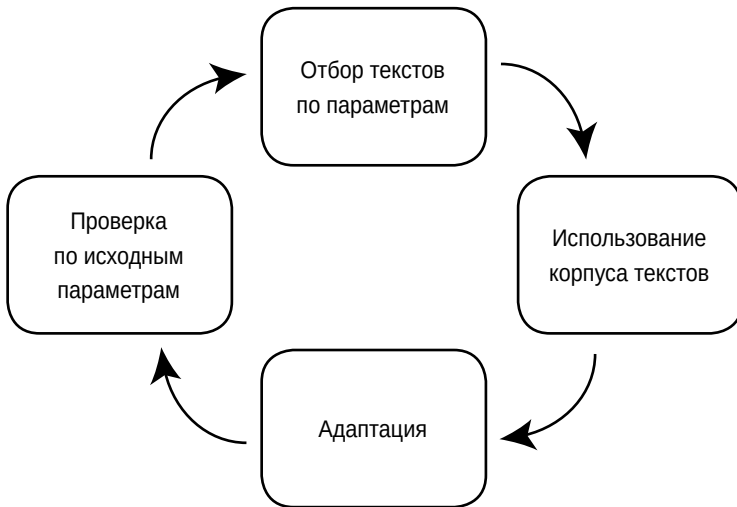 Отбор текстов
по параметрам
Использование
корпуса текстов
Адаптация
Проверка
по исходным
параметрам